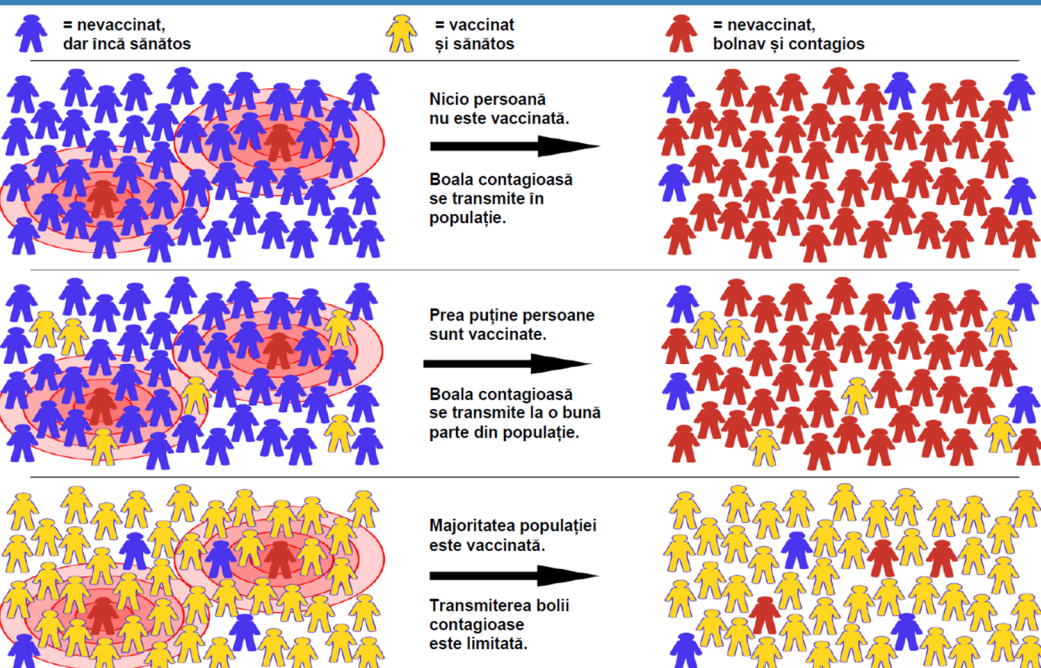 = nevaccinat,
dar încă sănătos
= vaccinat
și sănătos
= nevaccinat,
bolnav și contagios
Nicio persoană
nu este vaccinată.
Boala contagioasă
se transmite în
populație.
Prea puține persoane
sunt vaccinate.
Boala contagioasă
se transmite la o bună
parte din populație.
Majoritatea populației
este vaccinată.
Transmiterea bolii
contagioase
este limitată.